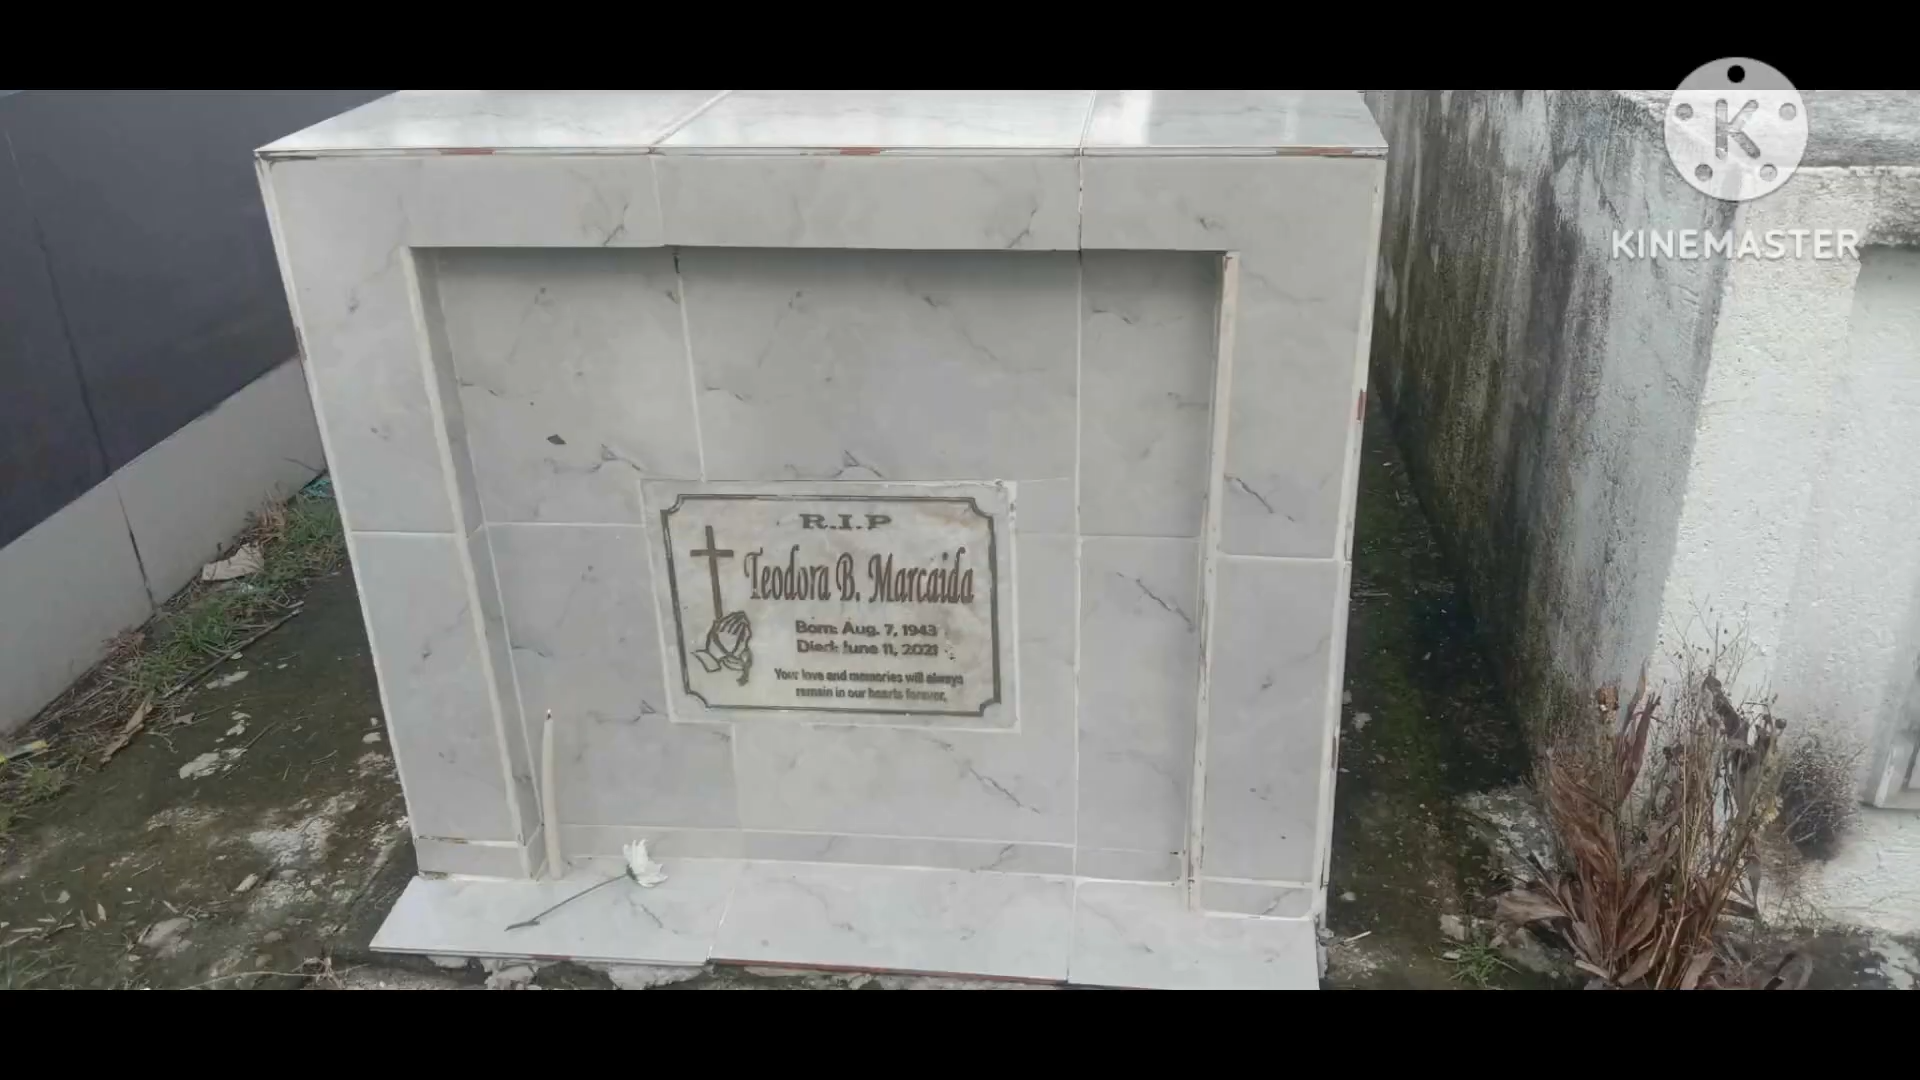 K
KINEMASTER
R.I.P
Teodora B. Marcaida
Born: Aug. 7, 1943
Died: June 11, 2021
Your love and memories will always
remain in our hearts forever.